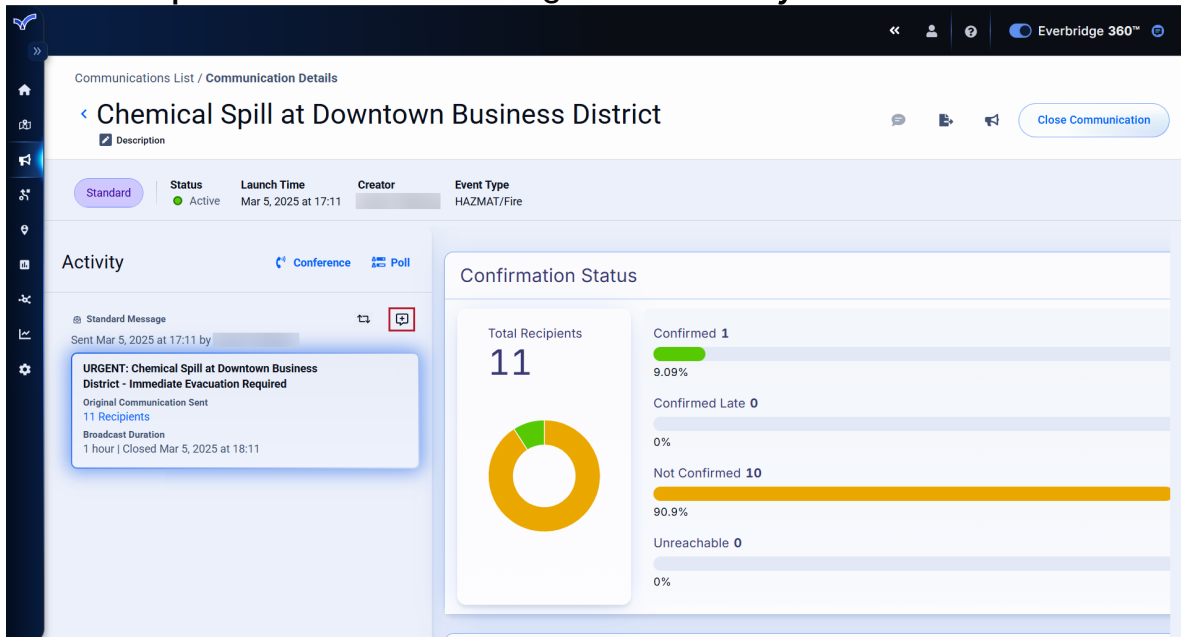 Everbridge 360™
Communications List / Communication Details
Chemical Spill at Downtown Business District
Description
Close Communication
Standard
Status
Active
Launch Time
Mar 5, 2025 at 17:11
Creator
Event Type
HAZMAT/Fire
Activity
Conference
Poll
Standard Message
Sent Mar 5, 2025 at 17:11 by
URGENT: Chemical Spill at Downtown Business
District - Immediate Evacuation Required
Original Communication Sent
11 Recipients
Broadcast Duration
1 hour | Closed Mar 5, 2025 at 18:11
Confirmation Status
Total Recipients
11
Confirmed 1
9.09%
Confirmed Late 0
0%
Not Confirmed 10
90.9%
Unreachable 0
0%